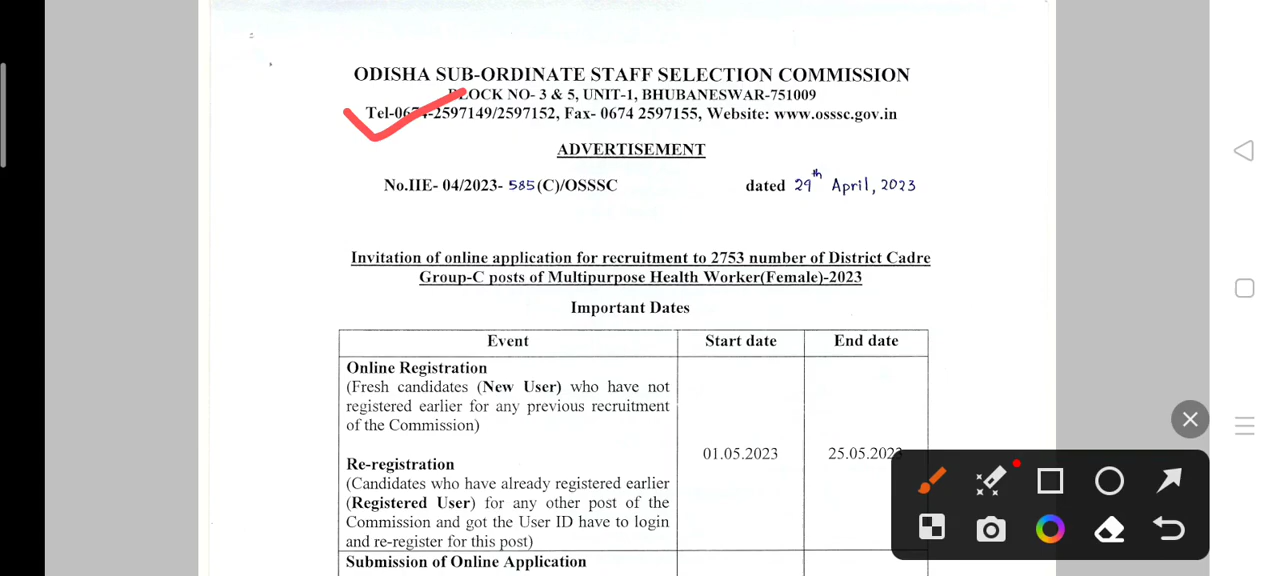 ODISHA SUB-ORDINATE STAFF SELECTION COMMISSION
BLOCK NO- 3 & 5, UNIT-1, BHUBANESWAR-751009
Tel-0674-2597149/2597152, Fax- 0674 2597155, Website: www.osssc.gov.in
ADVERTISEMENT
No.IIE- 04/2023- 585(C)/OSSSC dated 29th April, 2023
Invitation of online application for recruitment to 2753 number of District Cadre
Group-C posts of Multipurpose Health Worker(Female)-2023
Important Dates
Event Start date End date
Online Registration
(Fresh candidates (New User) who have not
registered earlier for any previous recruitment
of the Commission)
01.05.2023 25.05.2023
Re-registration
(Candidates who have already registered earlier
(Registered User) for any other post of the
Commission and got the User ID have to login
and re-register for this post)
Submission of Online Application